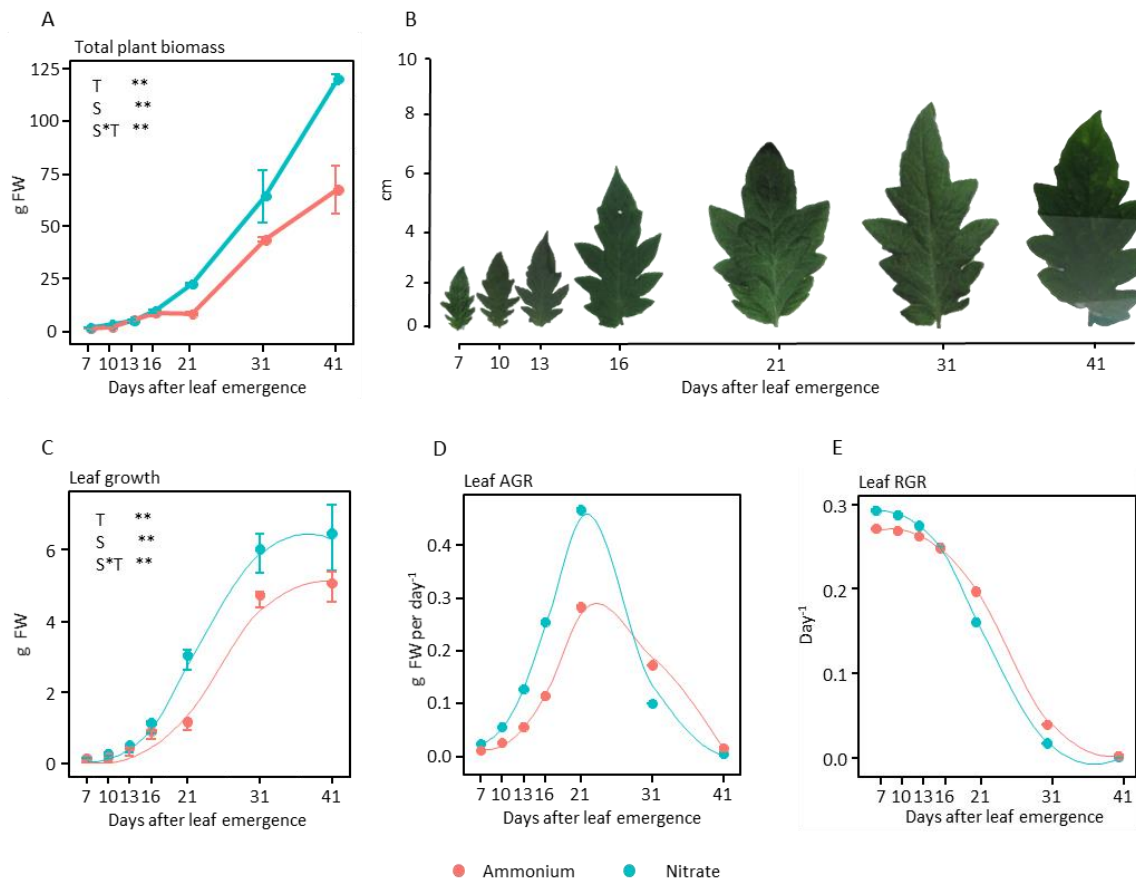 A
Total plant biomass
125
100
75
50
25
0
g FW
T **
S **
S*T **
7 10 13 16 21 31 41
Days after leaf emergence
B
10
8
6
4
2
0
cm
7 10 13 16 21 31 41
Days after leaf emergence
C
Leaf growth
6
4
2
0
g FW
T **
S **
S*T **
7 10 13 16 21 31 41
Days after leaf emergence
D
Leaf AGR
0.4
0.3
0.2
0.1
0.0
g FW per day⁻¹
7 10 13 16 21 31 41
Days after leaf emergence
E
Leaf RGR
0.3
0.2
0.1
0.0
Day⁻¹
7 10 13 16 21 31 41
Days after leaf emergence
Ammonium Nitrate